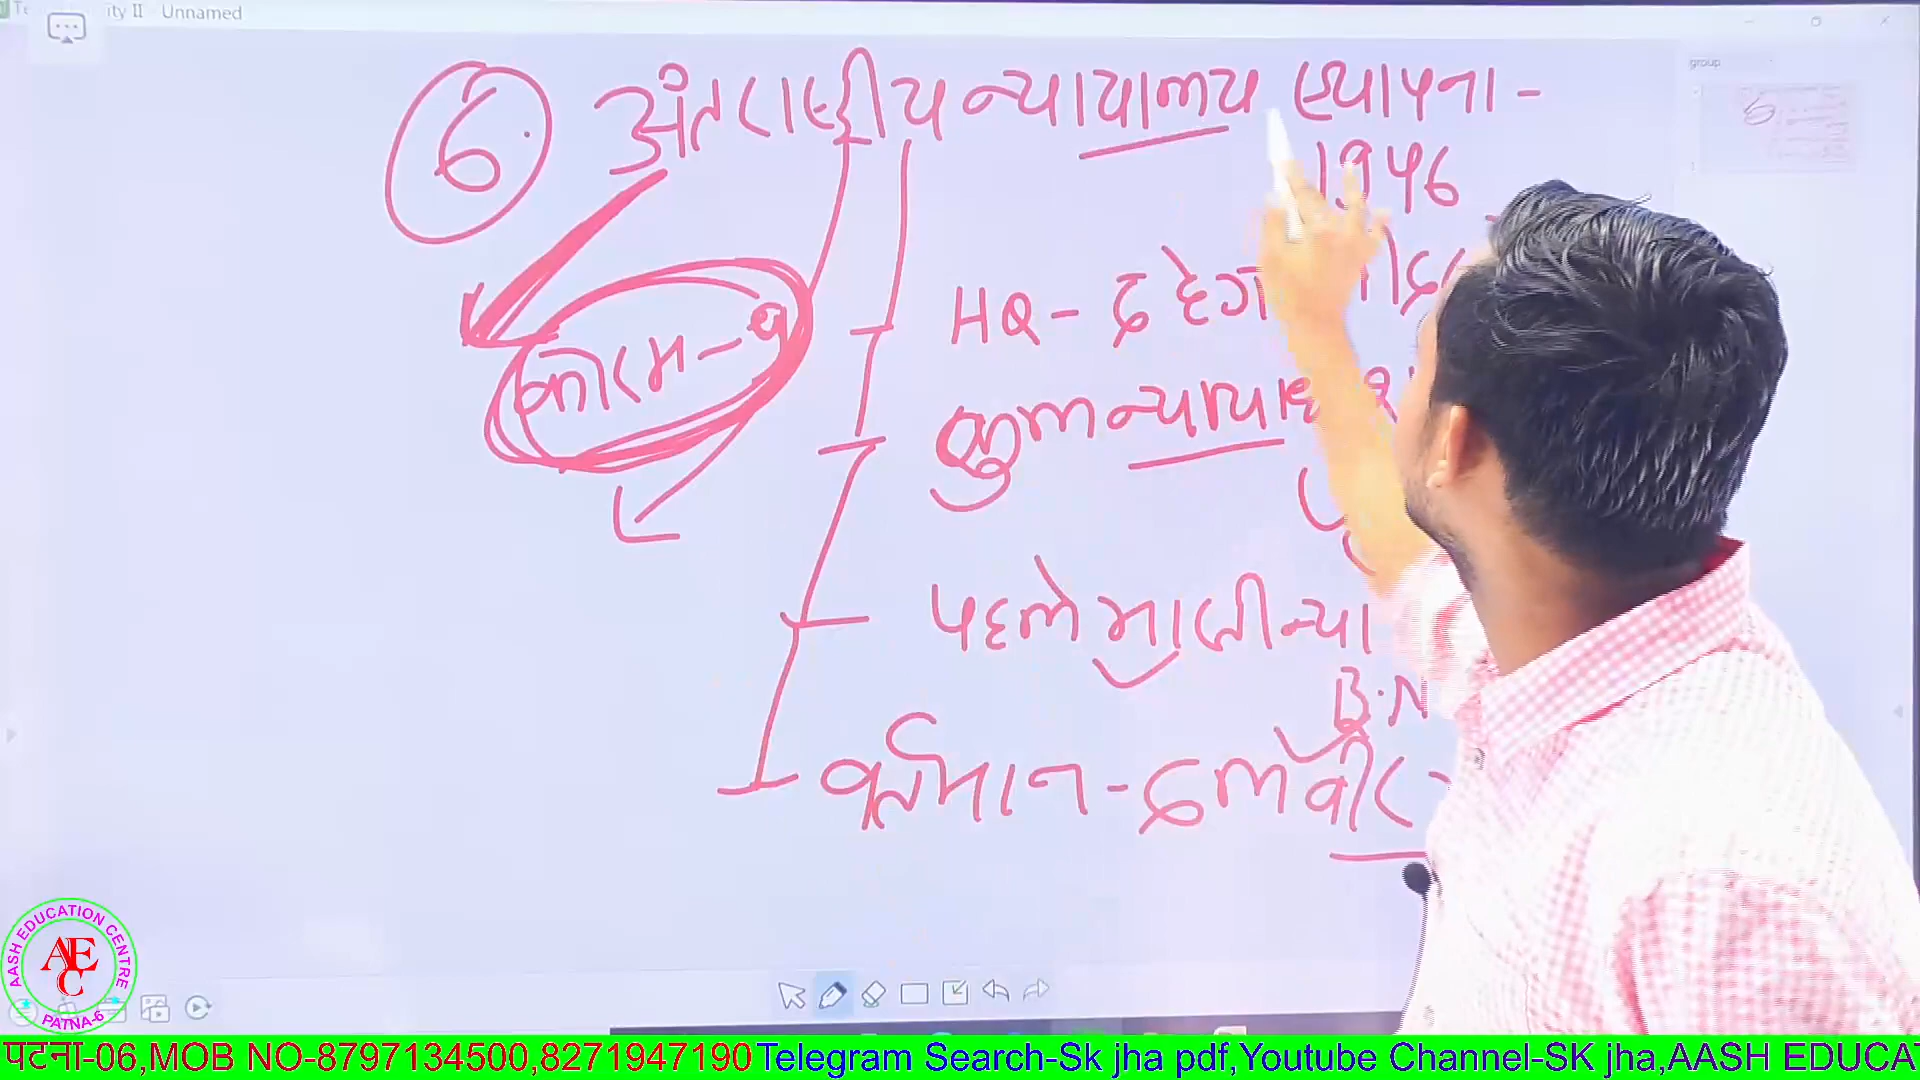 ity II Unnamed
group
6 अंतराष्ट्रीय न्यायालय स्थापना -
1946
HQ - द हेग
कोरम - 9
कुल न्याया
पहले भारतीय न्या
B.N
वर्तमान - दलवीर
AASH EDUCATION CENTRE
AEC
PATNA-6
पटना-06,MOB NO-8797134500,8271947190 Telegram Search-Sk jha pdf,Youtube Channel-SK jha,AASH EDUCAT